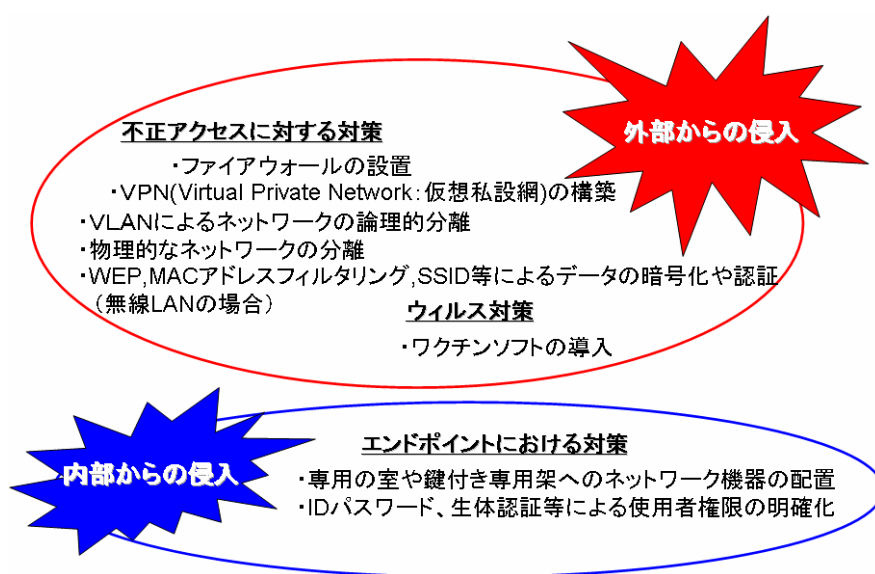 外部からの侵入
不正アクセスに対する対策
・ファイアウォールの設置
・VPN(Virtual Private Network：仮想私設網)の構築
・VLANによるネットワークの論理的分離
・物理的なネットワークの分離
・WEP,MACアドレスフィルタリング,SSID等によるデータの暗号化や認証
（無線LANの場合）
ウィルス対策
・ワクチンソフトの導入
内部からの侵入
エンドポイントにおける対策
・専用の室や鍵付き専用架へのネットワーク機器の配置
・IDパスワード、生体認証等による使用者権限の明確化